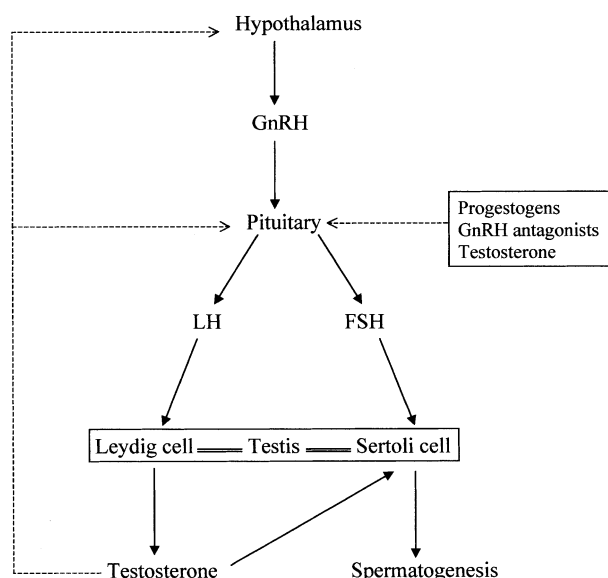 Hypothalamus
GnRH
Pituitary
Progestogens
GnRH antagonists
Testosterone
LH
FSH
Leydig cell Testis Sertoli cell
Testosterone
Spermatogenesis